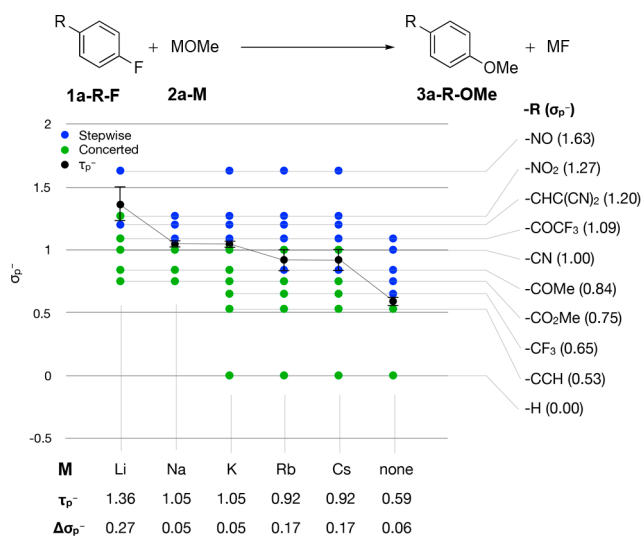 R
R
+ MOMe
+ MF
F
OMe
1a-R-F
2a-M
3a-R-OMe
-R (σp⁻)
2
Stepwise
Concerted
τp⁻
-NO (1.63)
-NO₂ (1.27)
1.5
-CHC(CN)₂ (1.20)
-COCF₃ (1.09)
1
-CN (1.00)
σp⁻
-COMe (0.84)
-CO₂Me (0.75)
0.5
-CF₃ (0.65)
-CCH (0.53)
0
-H (0.00)
-0.5
M Li Na K Rb Cs none
τp⁻ 1.36 1.05 1.05 0.92 0.92 0.59
Δσp⁻ 0.27 0.05 0.05 0.17 0.17 0.06